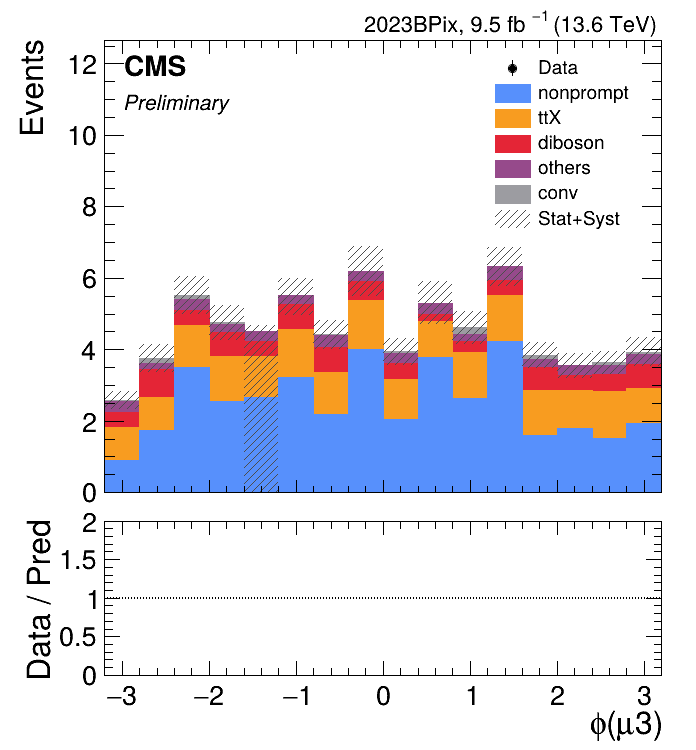 2023BPix, 9.5 fb⁻¹ (13.6 TeV)
CMS
Preliminary
Events
12
10
8
6
4
2
0
Data
nonprompt
ttX
diboson
others
conv
Stat+Syst
Data / Pred
2
1.5
1
0.5
0
−3 −2 −1 0 1 2 3
ϕ(μ3)